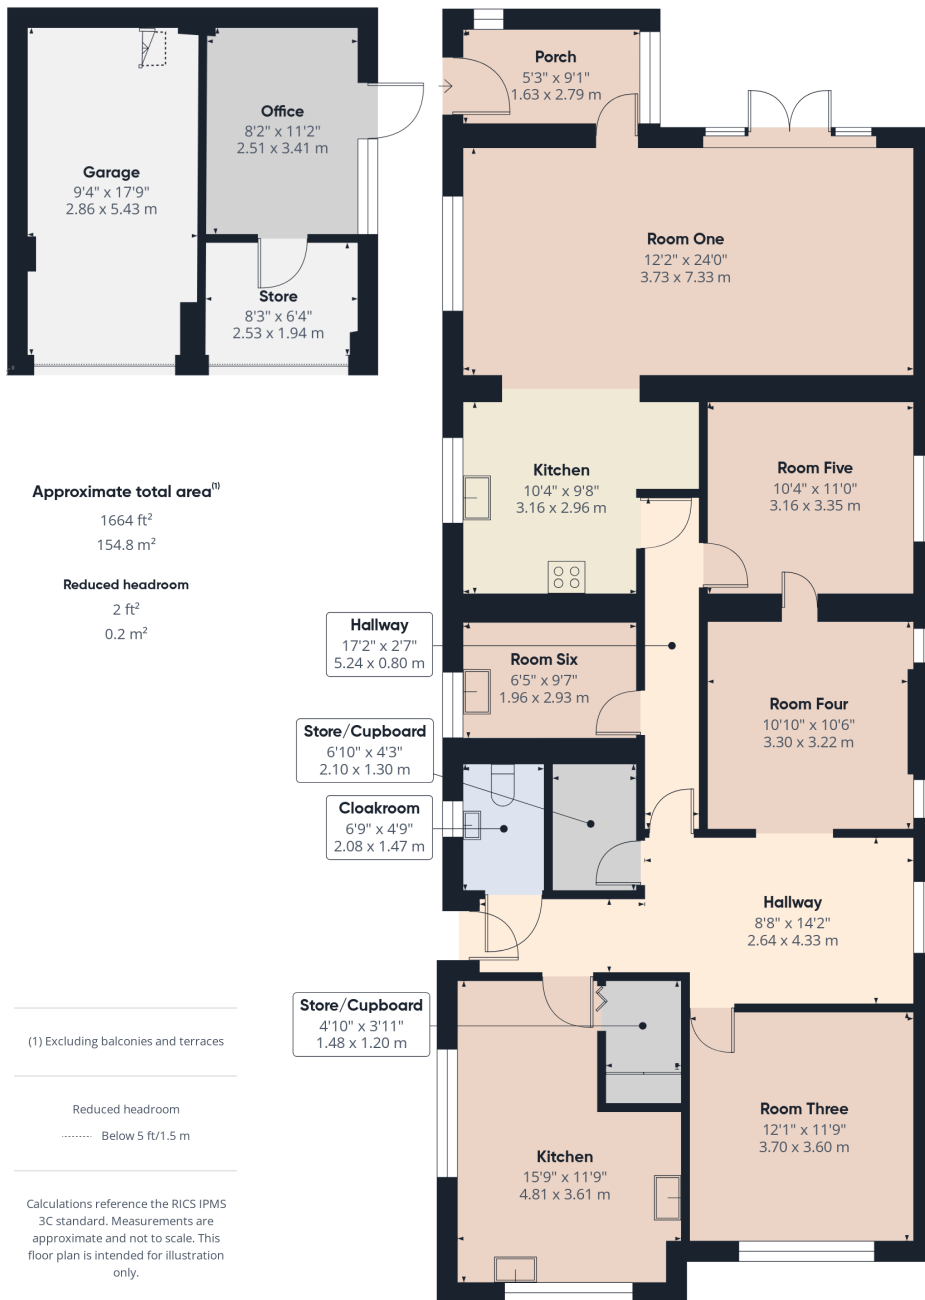 Porch
5'3" x 9'1"
1.63 x 2.79 m
Office
8'2" x 11'2"
2.51 x 3.41 m
Garage
9'4" x 17'9"
2.86 x 5.43 m
Room One
12'2" x 24'0"
3.73 x 7.33 m
Store
8'3" x 6'4"
2.53 x 1.94 m
Kitchen
10'4" x 9'8"
3.16 x 2.96 m
Room Five
10'4" x 11'0"
3.16 x 3.35 m
Approximate total area(1)
1664 ft²
154.8 m²
Reduced headroom
2 ft²
0.2 m²
Hallway
17'2" x 2'7"
5.24 x 0.80 m
Room Six
6'5" x 9'7"
1.96 x 2.93 m
Room Four
10'10" x 10'6"
3.30 x 3.22 m
Store/Cupboard
6'10" x 4'3"
2.10 x 1.30 m
Cloakroom
6'9" x 4'9"
2.08 x 1.47 m
Hallway
8'8" x 14'2"
2.64 x 4.33 m
Store/Cupboard
4'10" x 3'11"
1.48 x 1.20 m
Room Three
12'1" x 11'9"
3.70 x 3.60 m
Kitchen
15'9" x 11'9"
4.81 x 3.61 m
(1) Excluding balconies and terraces
Reduced headroom
Below 5 ft/1.5 m
Calculations reference the RICS IPMS
3C standard. Measurements are
approximate and not to scale. This
floor plan is intended for illustration
only.